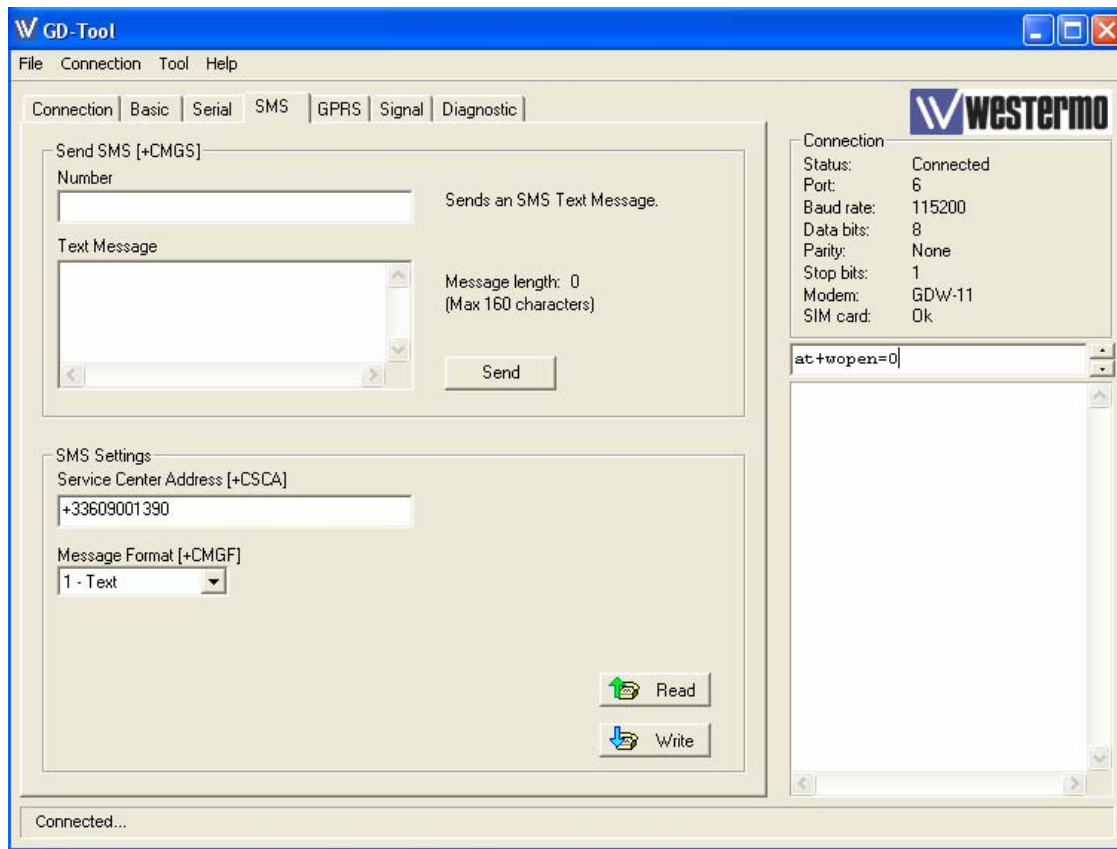 GD-Tool
File Connection Tool Help
Connection Basic Serial SMS GPRS Signal Diagnostic
Send SMS [+CMGS]
Number
Sends an SMS Text Message.
Text Message
Message length: 0
(Max 160 characters)
Send
SMS Settings
Service Center Address [+CSCA]
+33609001390
Message Format [+CMGF]
1 - Text
Read
Write
westermo
Connection
Status: Connected
Port: 6
Baud rate: 115200
Data bits: 8
Parity: None
Stop bits: 1
Modem: GDW-11
SIM card: Ok
at+wopen=0
Connected...